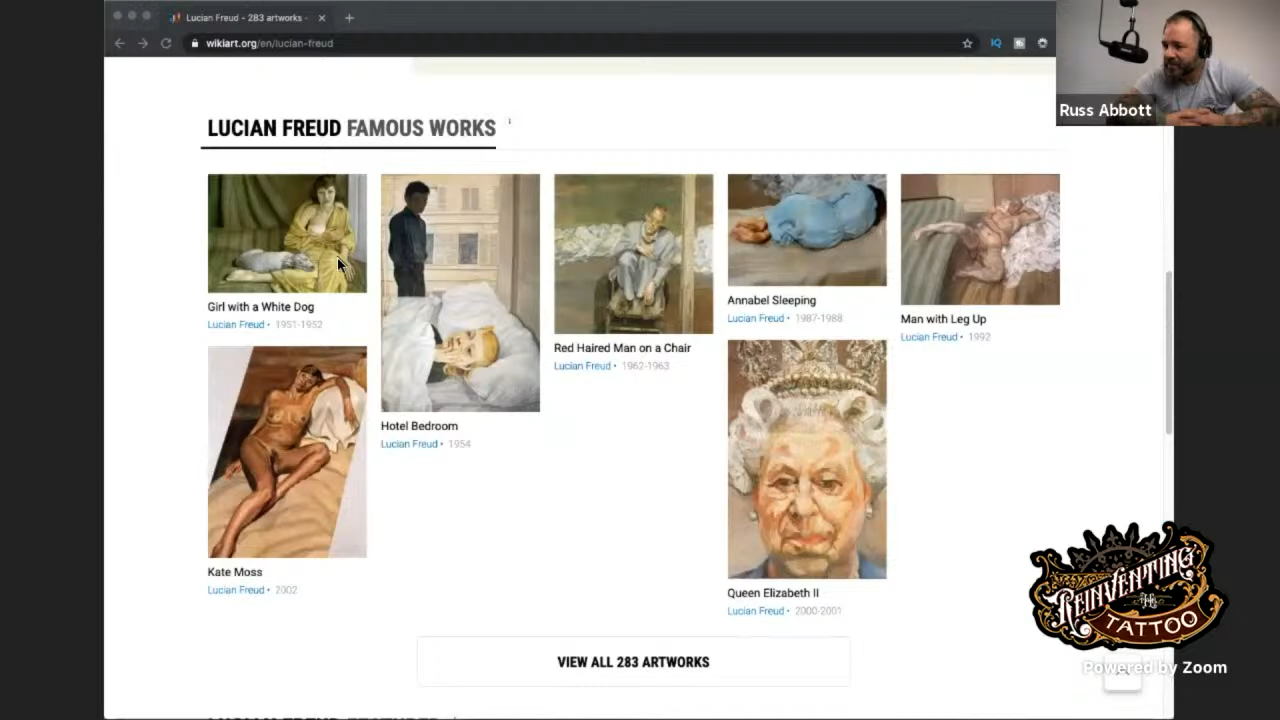 Lucian Freud - 283 artworks -
wikiart.org/en/lucian-freud
IQ
Russ Abbott
LUCIAN FREUD FAMOUS WORKS
Girl with a White Dog
Lucian Freud • 1951-1952
Hotel Bedroom
Lucian Freud • 1954
Red Haired Man on a Chair
Lucian Freud • 1962-1963
Annabel Sleeping
Lucian Freud • 1987-1988
Man with Leg Up
Lucian Freud • 1992
Kate Moss
Lucian Freud • 2002
Queen Elizabeth II
Lucian Freud • 2000-2001
VIEW ALL 283 ARTWORKS
REINVENTING
THE
TATTOO
Powered by Zoom